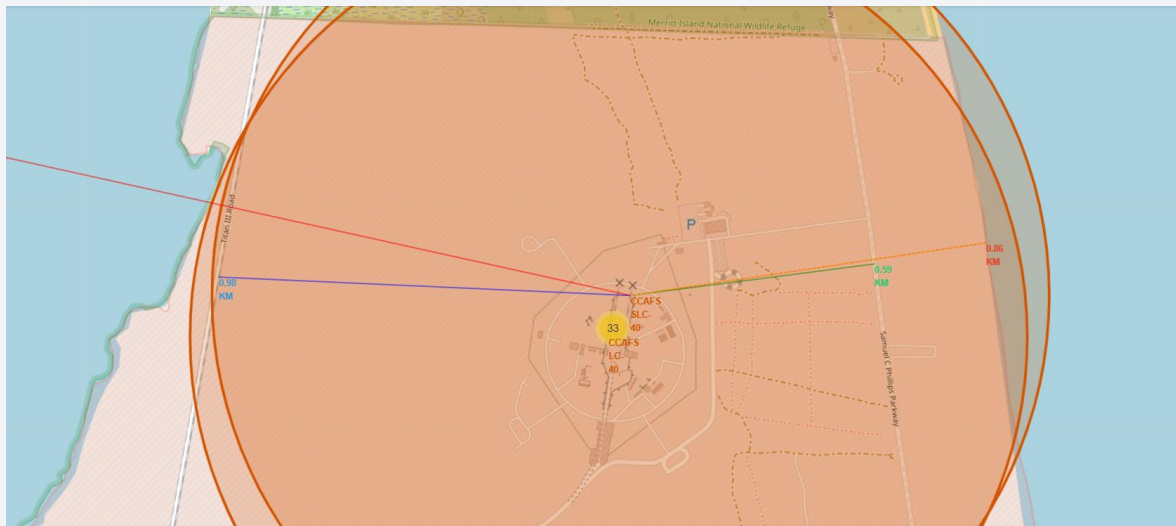 Merritt Island National Wildlife Refuge
way
Titan III Road
P
0.86
KM
0.59
KM
0.98
KM
CCAFS
SLC-
40
33
CCAFS
LC-
40
Samuel C Phillips Parkway